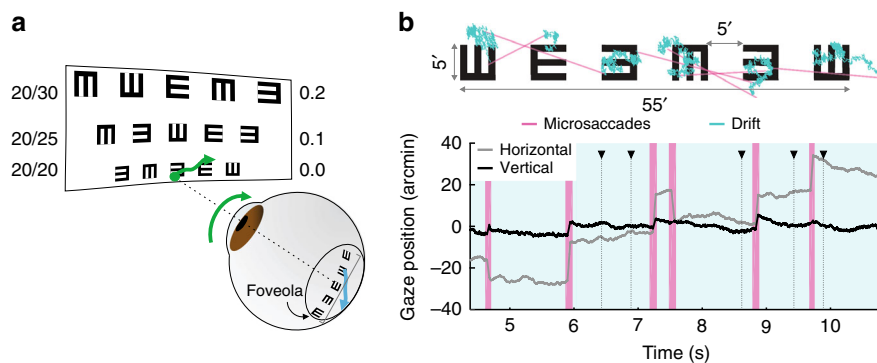 a
20/30 0.2
20/25 0.1
20/20 0.0
Foveola
b
5′
5′
55′
Microsaccades Drift
Horizontal
Vertical
Gaze position (arcmin)
40
20
0
−20
−40
5 6 7 8 9 10
Time (s)